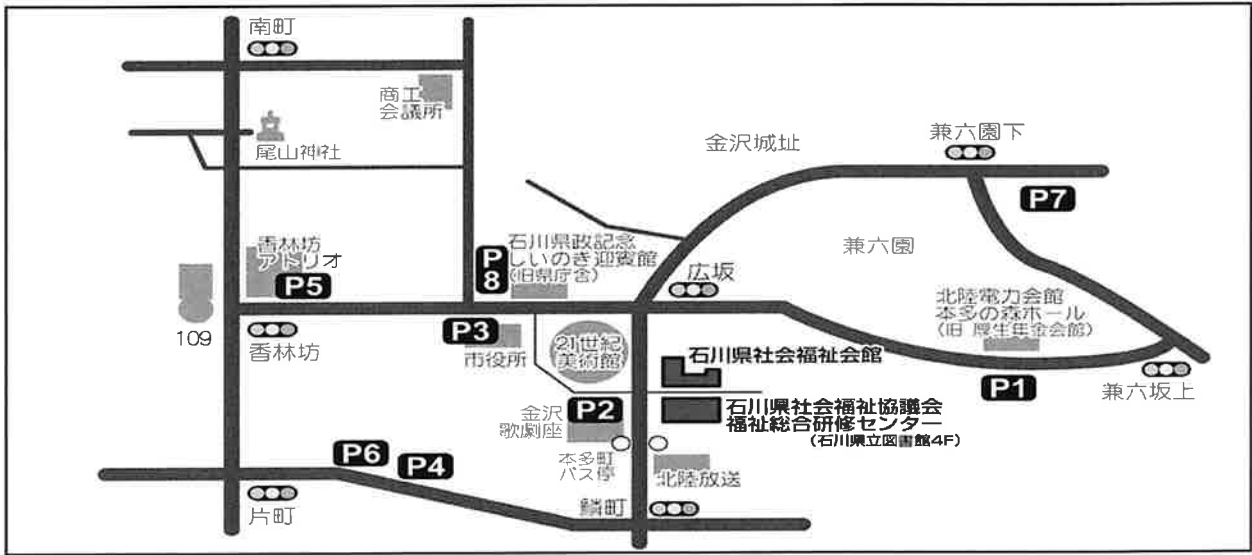 南町
商工
会議所
尾山神社
金沢城址
兼六園下
P7
香林坊
アトリオ
P5
P
8
石川県政記念
しいのき迎賓館
(旧県庁舎)
広坂
兼六園
北陸電力会館
本多の森ホール
(旧 厚生年金会館)
109
香林坊
P3
市役所
21世紀
美術館
石川県社会福祉会館
P1
兼六坂上
金沢
歌劇座
P2
石川県社会福祉協議会
福祉総合研修センター
(石川県立図書館4F)
P6
P4
本多町
バス停
北陸放送
片町
鱗町